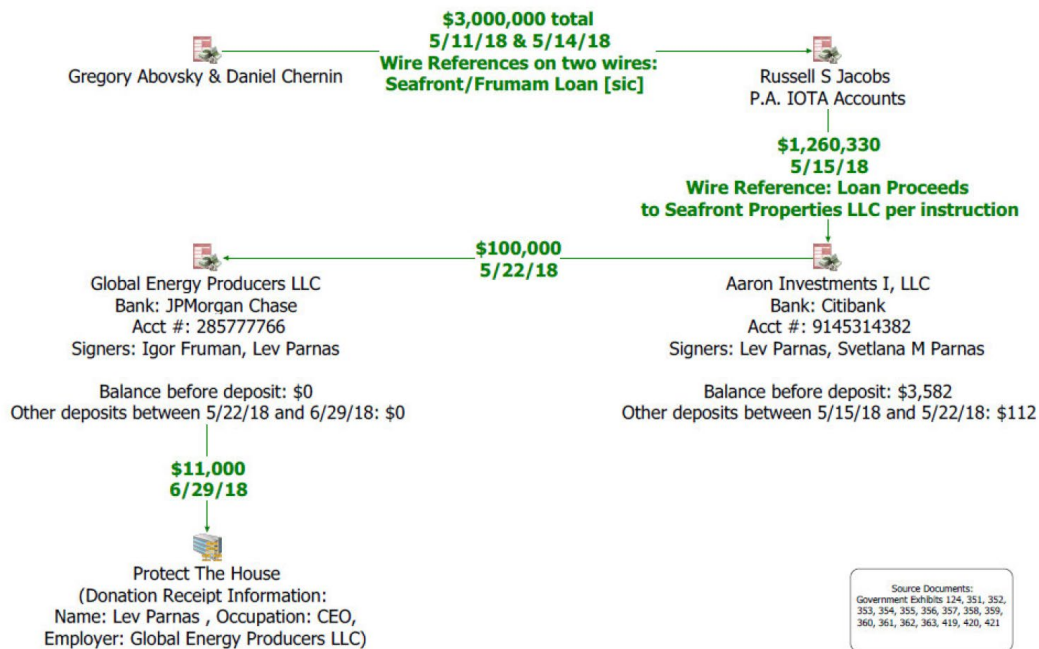 $3,000,000 total
5/11/18 & 5/14/18
Wire References on two wires:
Seafront/Frumam Loan [sic]
Gregory Abovsky & Daniel Chernin
Russell S Jacobs
P.A. IOTA Accounts
$1,260,330
5/15/18
Wire Reference: Loan Proceeds
to Seafront Properties LLC per instruction
$100,000
5/22/18
Global Energy Producers LLC
Bank: JPMorgan Chase
Acct #: 285777766
Signers: Igor Fruman, Lev Parnas
Balance before deposit: $0
Other deposits between 5/22/18 and 6/29/18: $0
Aaron Investments I, LLC
Bank: Citibank
Acct #: 9145314382
Signers: Lev Parnas, Svetlana M Parnas
Balance before deposit: $3,582
Other deposits between 5/15/18 and 5/22/18: $112
$11,000
6/29/18
Protect The House
(Donation Receipt Information:
Name: Lev Parnas , Occupation: CEO,
Employer: Global Energy Producers LLC)
Source Documents:
Government Exhibits 124, 351, 352,
353, 354, 355, 356, 357, 358, 359,
360, 361, 362, 363, 419, 420, 421